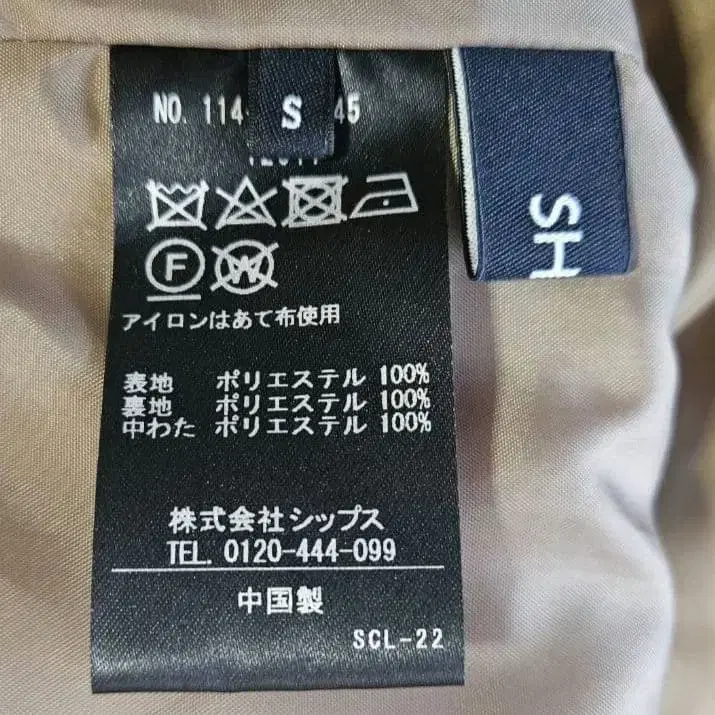 NO. 114
S
45
SH
F
W
アイロンはあて布使用
表地 ポリエステル 100%
裏地 ポリエステル 100%
中わた ポリエステル 100%
株式会社シップス
TEL. 0120-444-099
中国製
SCL-22